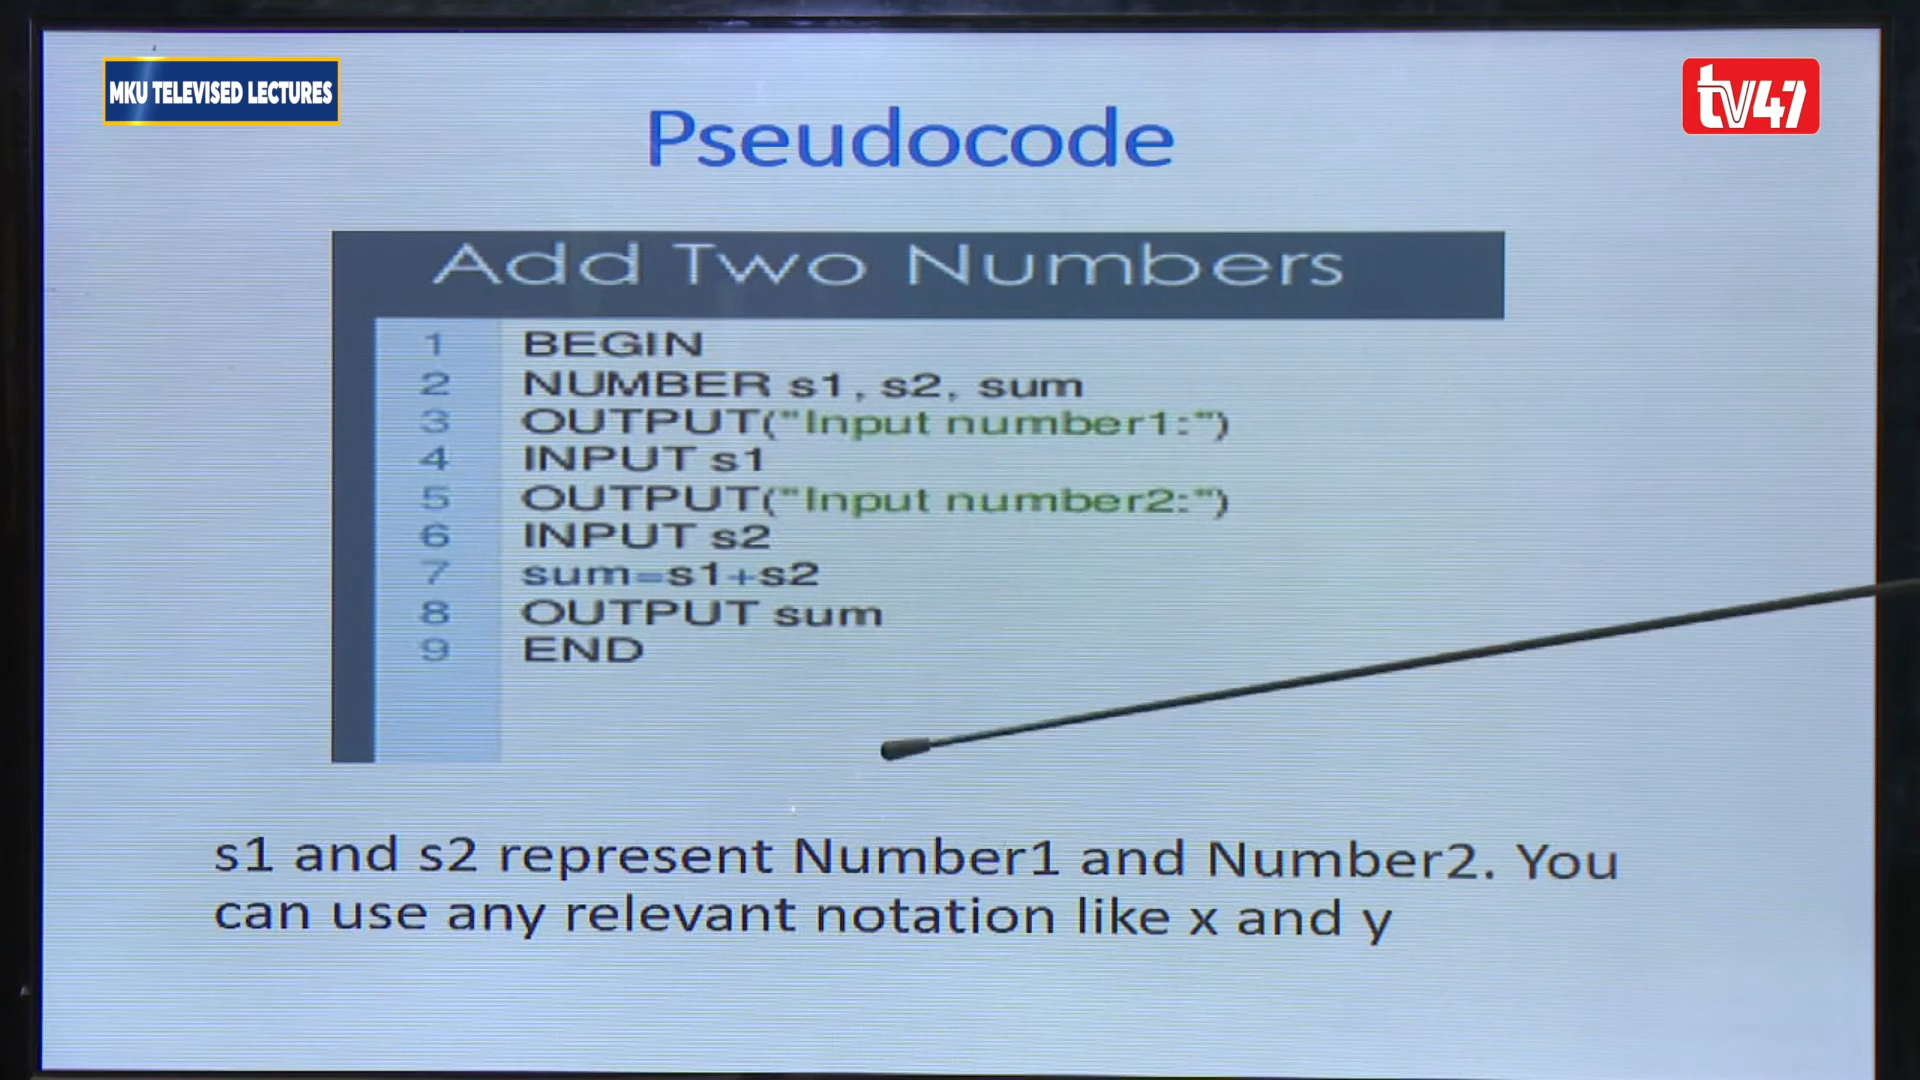 MKU TELEVISED LECTURES
tv47
Pseudocode
Add Two Numbers
1 BEGIN
2 NUMBER s1, s2, sum
3 OUTPUT("Input number1:")
4 INPUT s1
5 OUTPUT("Input number2:")
6 INPUT s2
7 sum=s1+s2
8 OUTPUT sum
9 END
s1 and s2 represent Number1 and Number2. You
can use any relevant notation like x and y